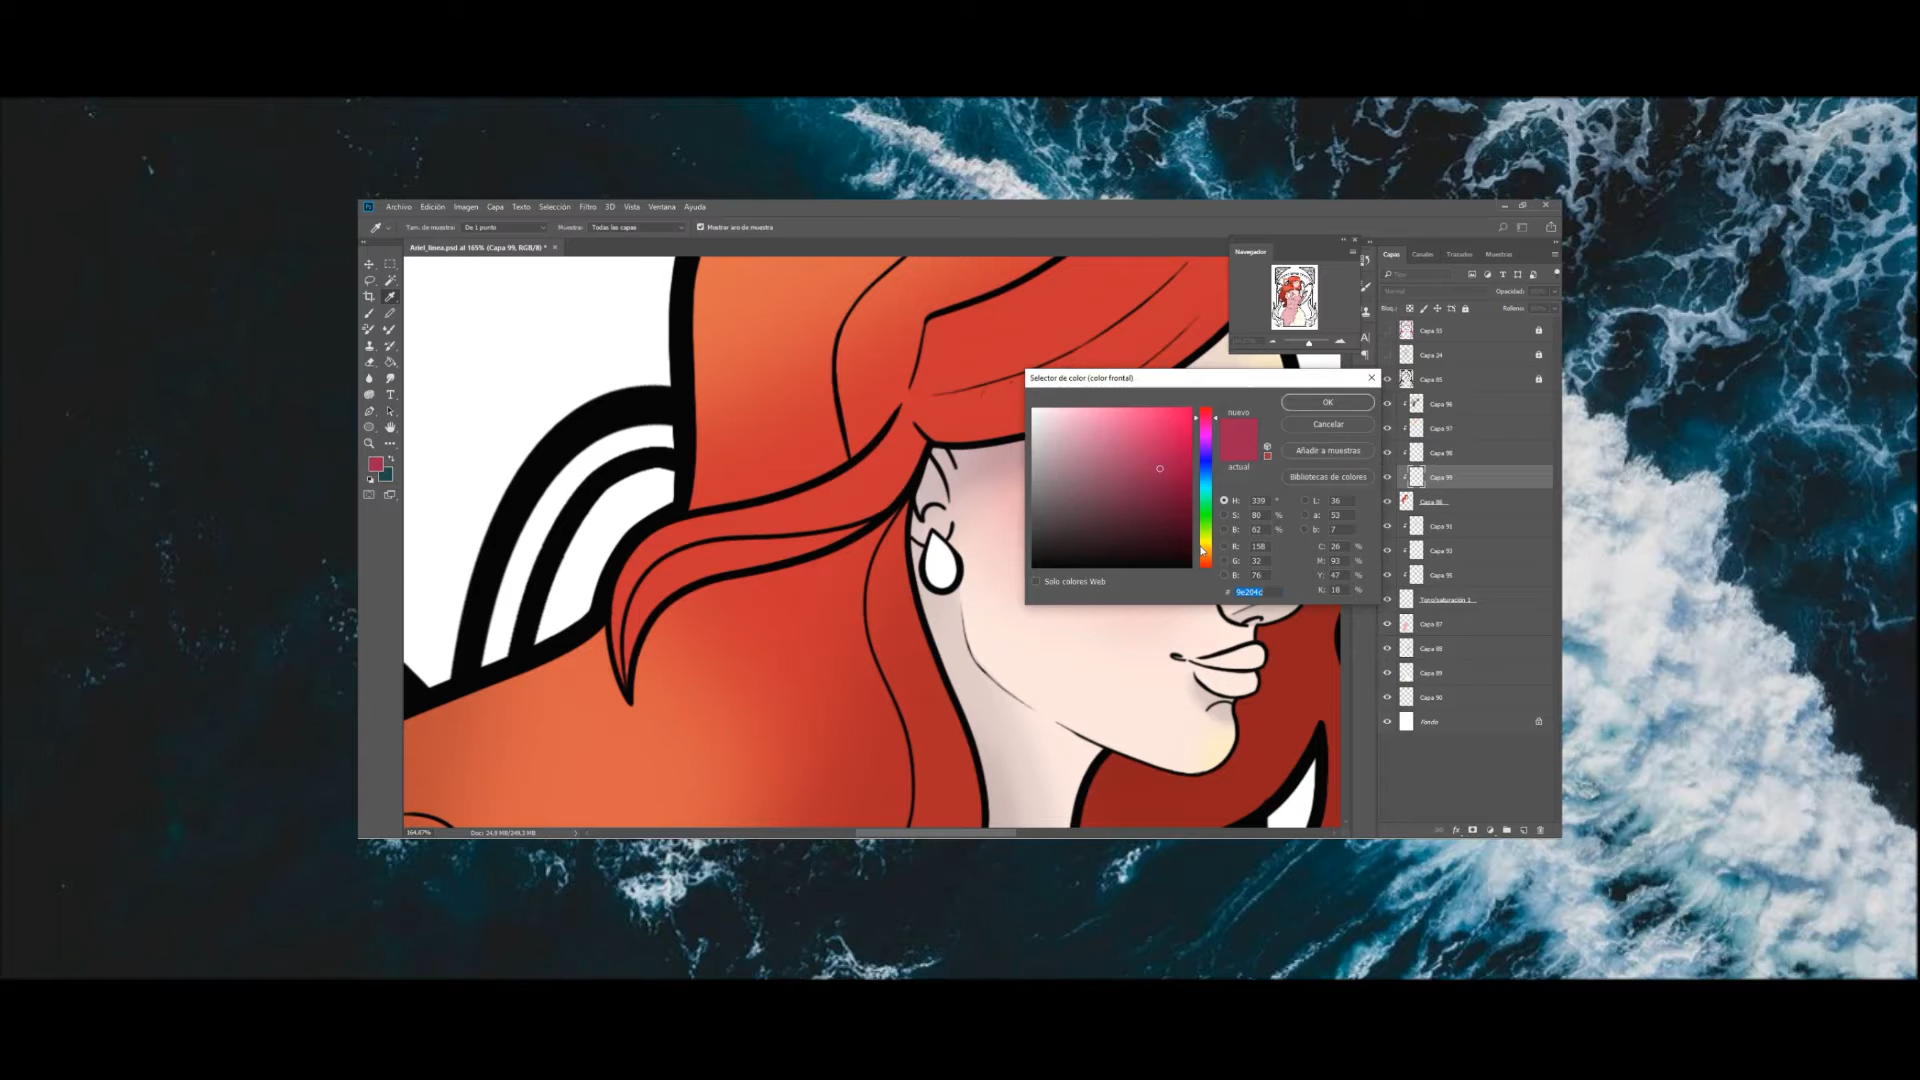 Ps Archivo Edición Imagen Capa Texto Selección Filtro 3D Vista Ventana Ayuda
Tam. de muestra: De 1 punto Muestra: Todas las capas Mostrar aro de muestra
Ariel_linea.psd al 165% (Capa 99, RGB/8) *
Navegador
Capas Canales Trazados Muestras
Tipo
Normal Opacidad:
Bloq.: Relleno:
Capa 24
Capa 85
Capa 96
Capa 97
Capa 98
Capa 99
Capa 86
Capa 91
Capa 93
Capa 95
Tono/saturación 1
Capa 87
Capa 88
Capa 89
Capa 90
Fondo
Selector de color (color frontal)
nuevo
actual
OK
Cancelar
Añadir a muestras
Bibliotecas de colores
H: 339 °
S: 80 %
B: 62 %
R: 158
G: 32
B: 76
L: 36
a: 53
b: 7
C: 26 %
M: 93 %
Y: 47 %
K: 18 %
# 9e204c
Solo colores Web
164,87% Doc: 24,9 MB/249,3 MB